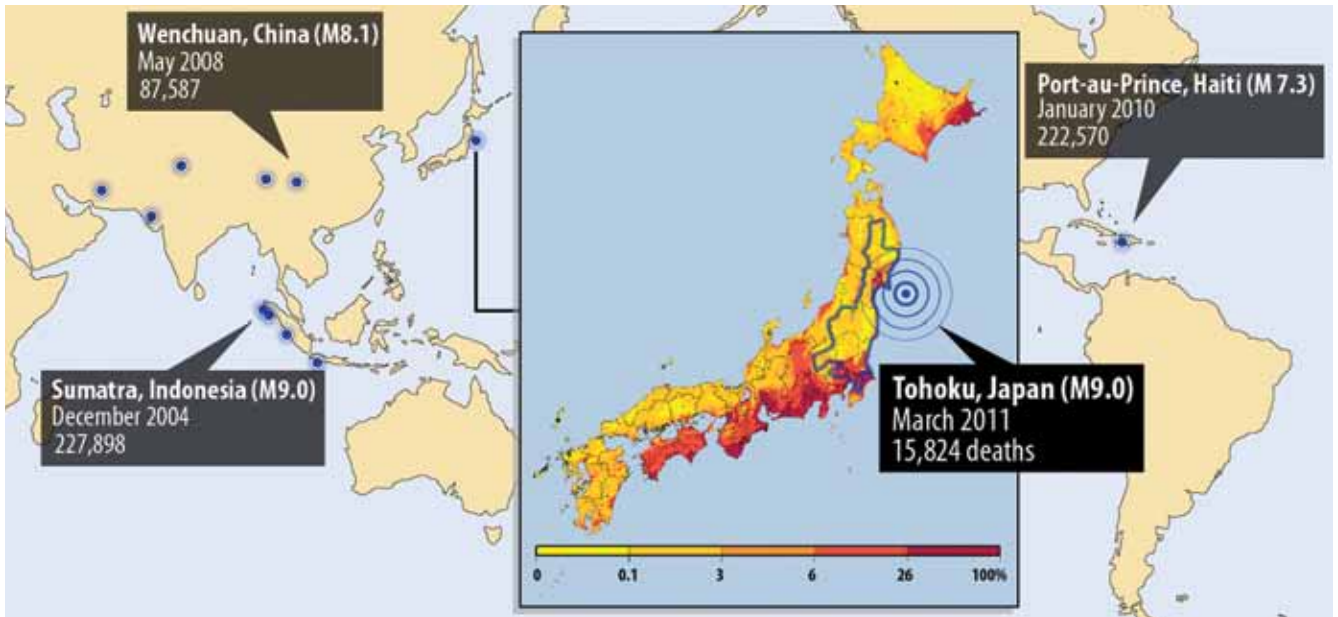 Wenchuan, China (M8.1)
May 2008
87,587
Port-au-Prince, Haiti (M 7.3)
January 2010
222,570
Sumatra, Indonesia (M9.0)
December 2004
227,898
Tohoku, Japan (M9.0)
March 2011
15,824 deaths
0 0.1 3 6 26 100%